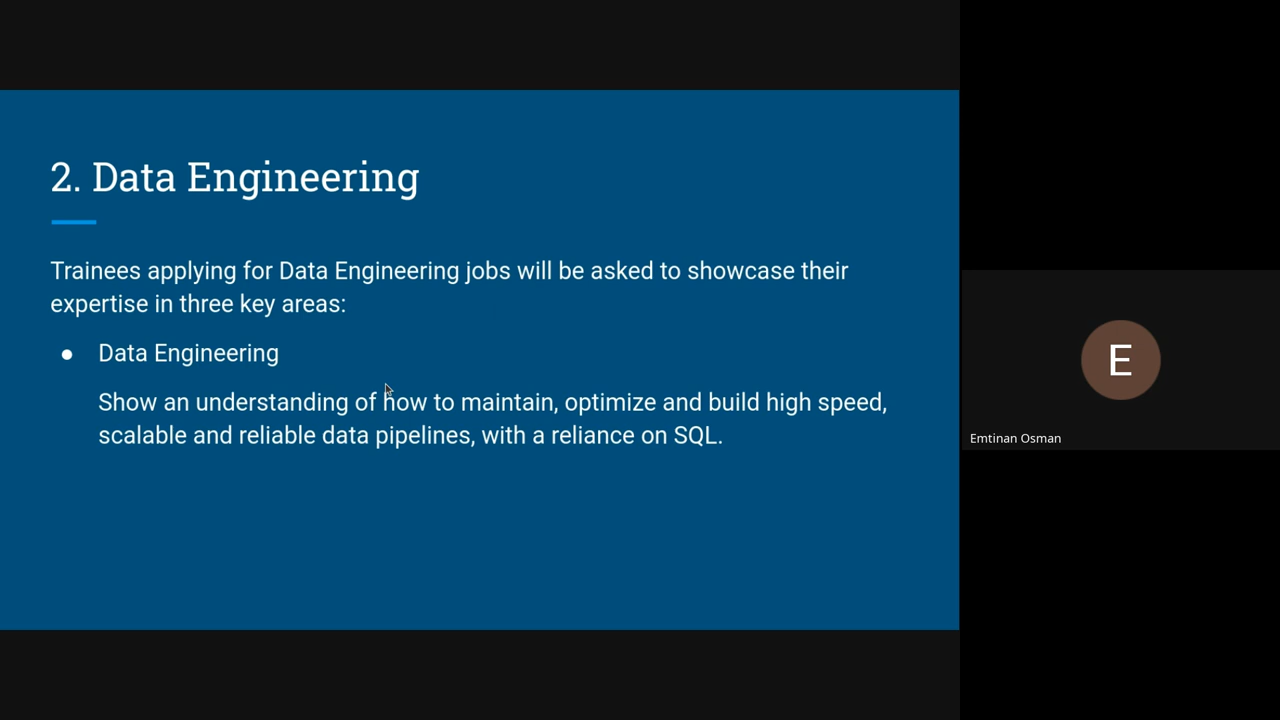 2. Data Engineering
Trainees applying for Data Engineering jobs will be asked to showcase their
expertise in three key areas:
● Data Engineering
Show an understanding of how to maintain, optimize and build high speed,
scalable and reliable data pipelines, with a reliance on SQL.
E
Emtinan Osman